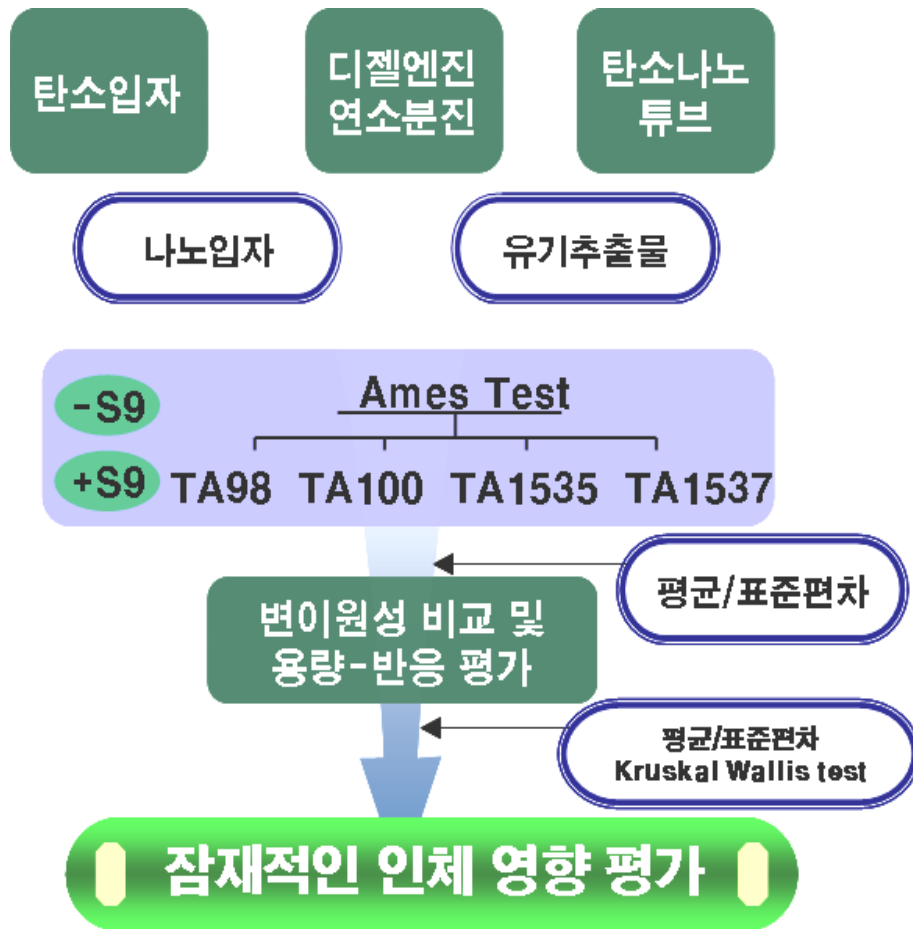 탄소입자
디젤엔진
연소분진
탄소나노
튜브
나노입자
유기추출물
Ames Test
-S9
+S9
TA98 TA100 TA1535 TA1537
평균/표준편차
변이원성 비교 및
용량-반응 평가
평균/표준편차
Kruskal Wallis test
잠재적인 인체 영향 평가